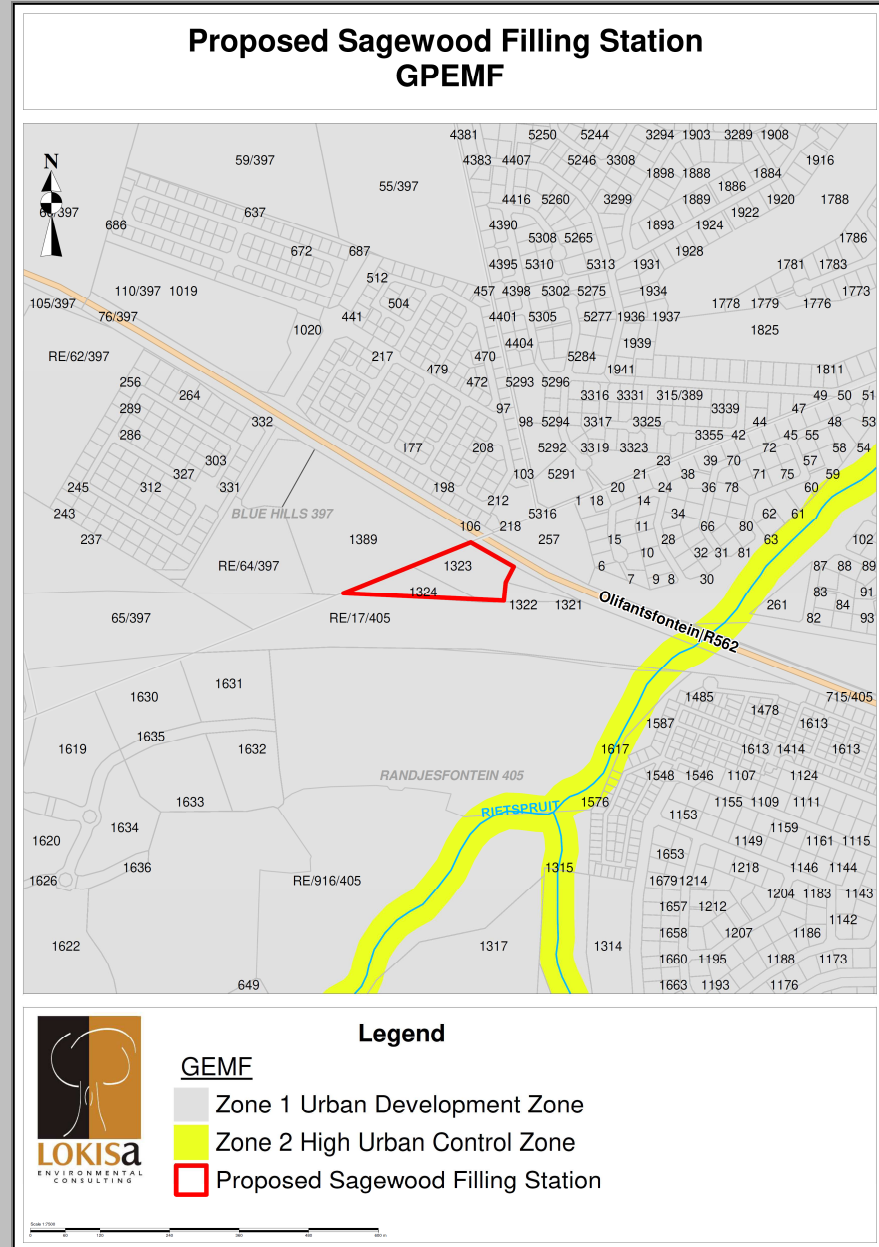 Proposed Sagewood Filling Station
GPEMF
4381 5250 5244 3294 1903 3289 1908
N 59/397 4383 4407 5246 3308 1916
55/397 1898 1888 1884
1886
637 4416 5260 3299 1889 1920 1788
1922
686 4390 1893 1924
5308 5265 1786
672 687 1928
4395 5310 5313 1931 1781 1783
512
110/397 1019 457 4398 5302 5275 1934 1773
105/397 504 1778 1779 1776
76/397 441 4401 5305 5277 1936 1937
1020 1825
4404 1939
RE/62/397 217 470 5284
479 1941 1811
256 472 5293 5296
264 3316 3331 315/389 49 50 51
289 97 3339 47
332 98 5294 3317 3325 44 48 53
286 3355 42 45 55
177 208 5292 3319 3323 72 58 54
303 23 39 70 57
327 103 5291 21 38 71 75 59
245 312 331 198 20 24 36 78 60
212 1 18 14
243 BLUE HILLS 397 5316 34 62 61
106 218 11 66 80
237 1389 257 15 28 63 102
10 32 31 81
RE/64/397 1323 6 87 88 89
7 9 8 30
1324 83 91
1322 1321 Olifantsfontein/R562 261 84
65/397 RE/17/405 82 93
1631
1630 1485 715/405
1478
1587 1613
1635
1619 1632 1617 1613 1414 1613
RANDJESFONTEIN 405 1548 1546 1107 1124
1633 RIETSPRUIT 1576 1155 1109 1111
1153
1634 1159
1620 1149 1161 1115
1653
1636 1315 1218 1146 1144
1626 RE/916/405 1679 1214
1204 1183 1143
1657 1212
1142
1658 1207 1186
1622 1317 1314
1660 1195 1188 1173
649 1663 1193 1176
Legend
GEMF
Zone 1 Urban Development Zone
Zone 2 High Urban Control Zone
Proposed Sagewood Filling Station
LOKISa
ENVIRONMENTAL
CONSULTING
Scale 1:7500
0 60 120 240 360 480 600 m